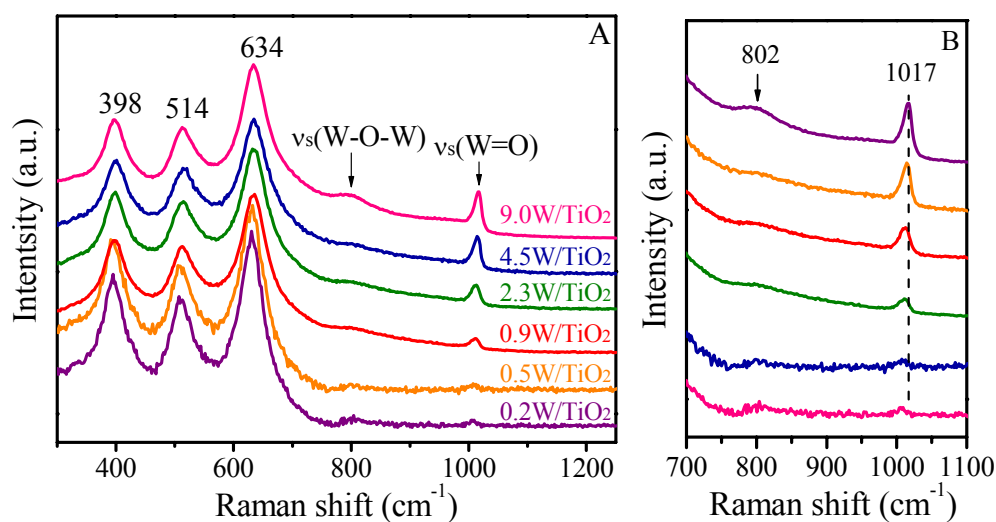 A
634
398
514
νs(W-O-W)
νs(W=O)
9.0W/TiO2
4.5W/TiO2
2.3W/TiO2
0.9W/TiO2
0.5W/TiO2
0.2W/TiO2
Intentsity (a.u.)
400 600 800 1000 1200
Raman shift (cm-1)
B
802
1017
Intensity (a.u.)
700 800 900 1000 1100
Raman shift (cm-1)